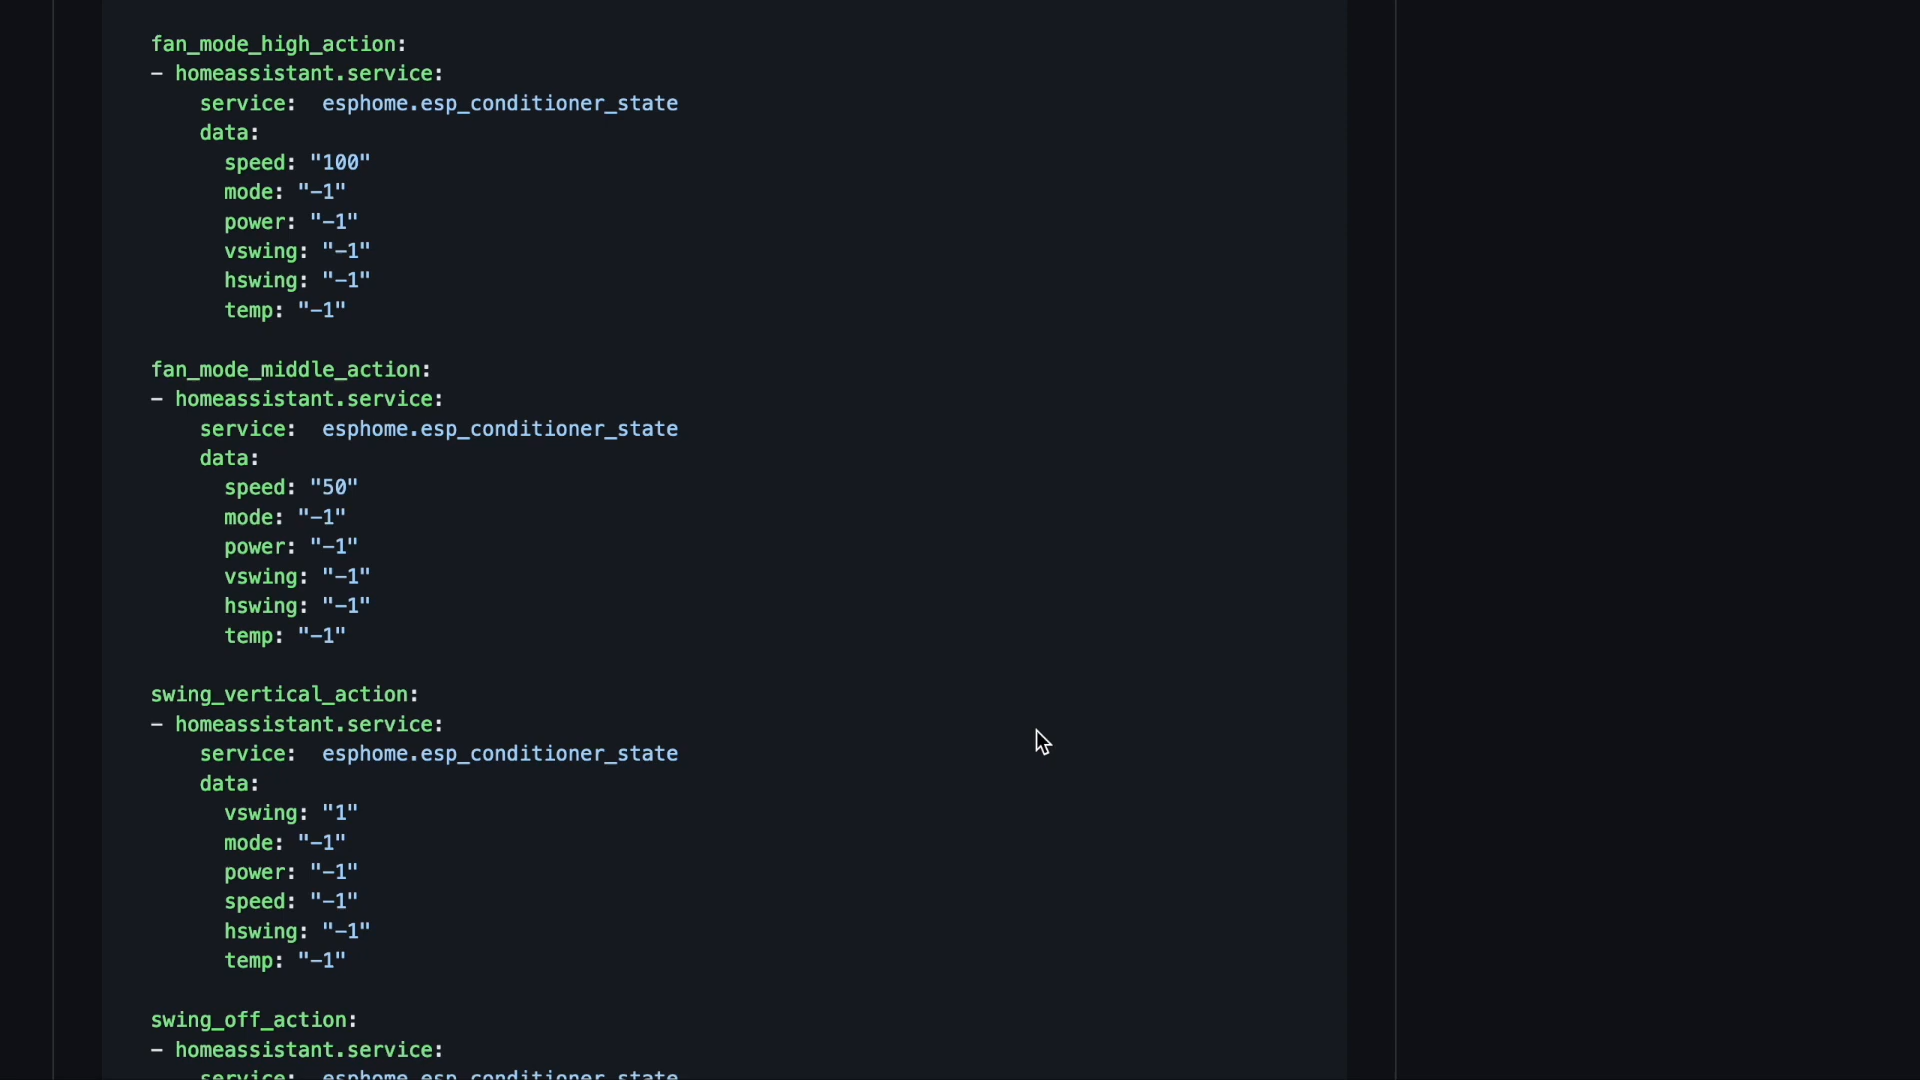 fan_mode_high_action:
- homeassistant.service:
service:  esphome.esp_conditioner_state
data:
speed: "100"
mode: "-1"
power: "-1"
vswing: "-1"
hswing: "-1"
temp: "-1"
fan_mode_middle_action:
- homeassistant.service:
service:  esphome.esp_conditioner_state
data:
speed: "50"
mode: "-1"
power: "-1"
vswing: "-1"
hswing: "-1"
temp: "-1"
swing_vertical_action:
- homeassistant.service:
service:  esphome.esp_conditioner_state
data:
vswing: "1"
mode: "-1"
power: "-1"
speed: "-1"
hswing: "-1"
temp: "-1"
swing_off_action:
- homeassistant.service:
service:  esphome.esp_conditioner_state